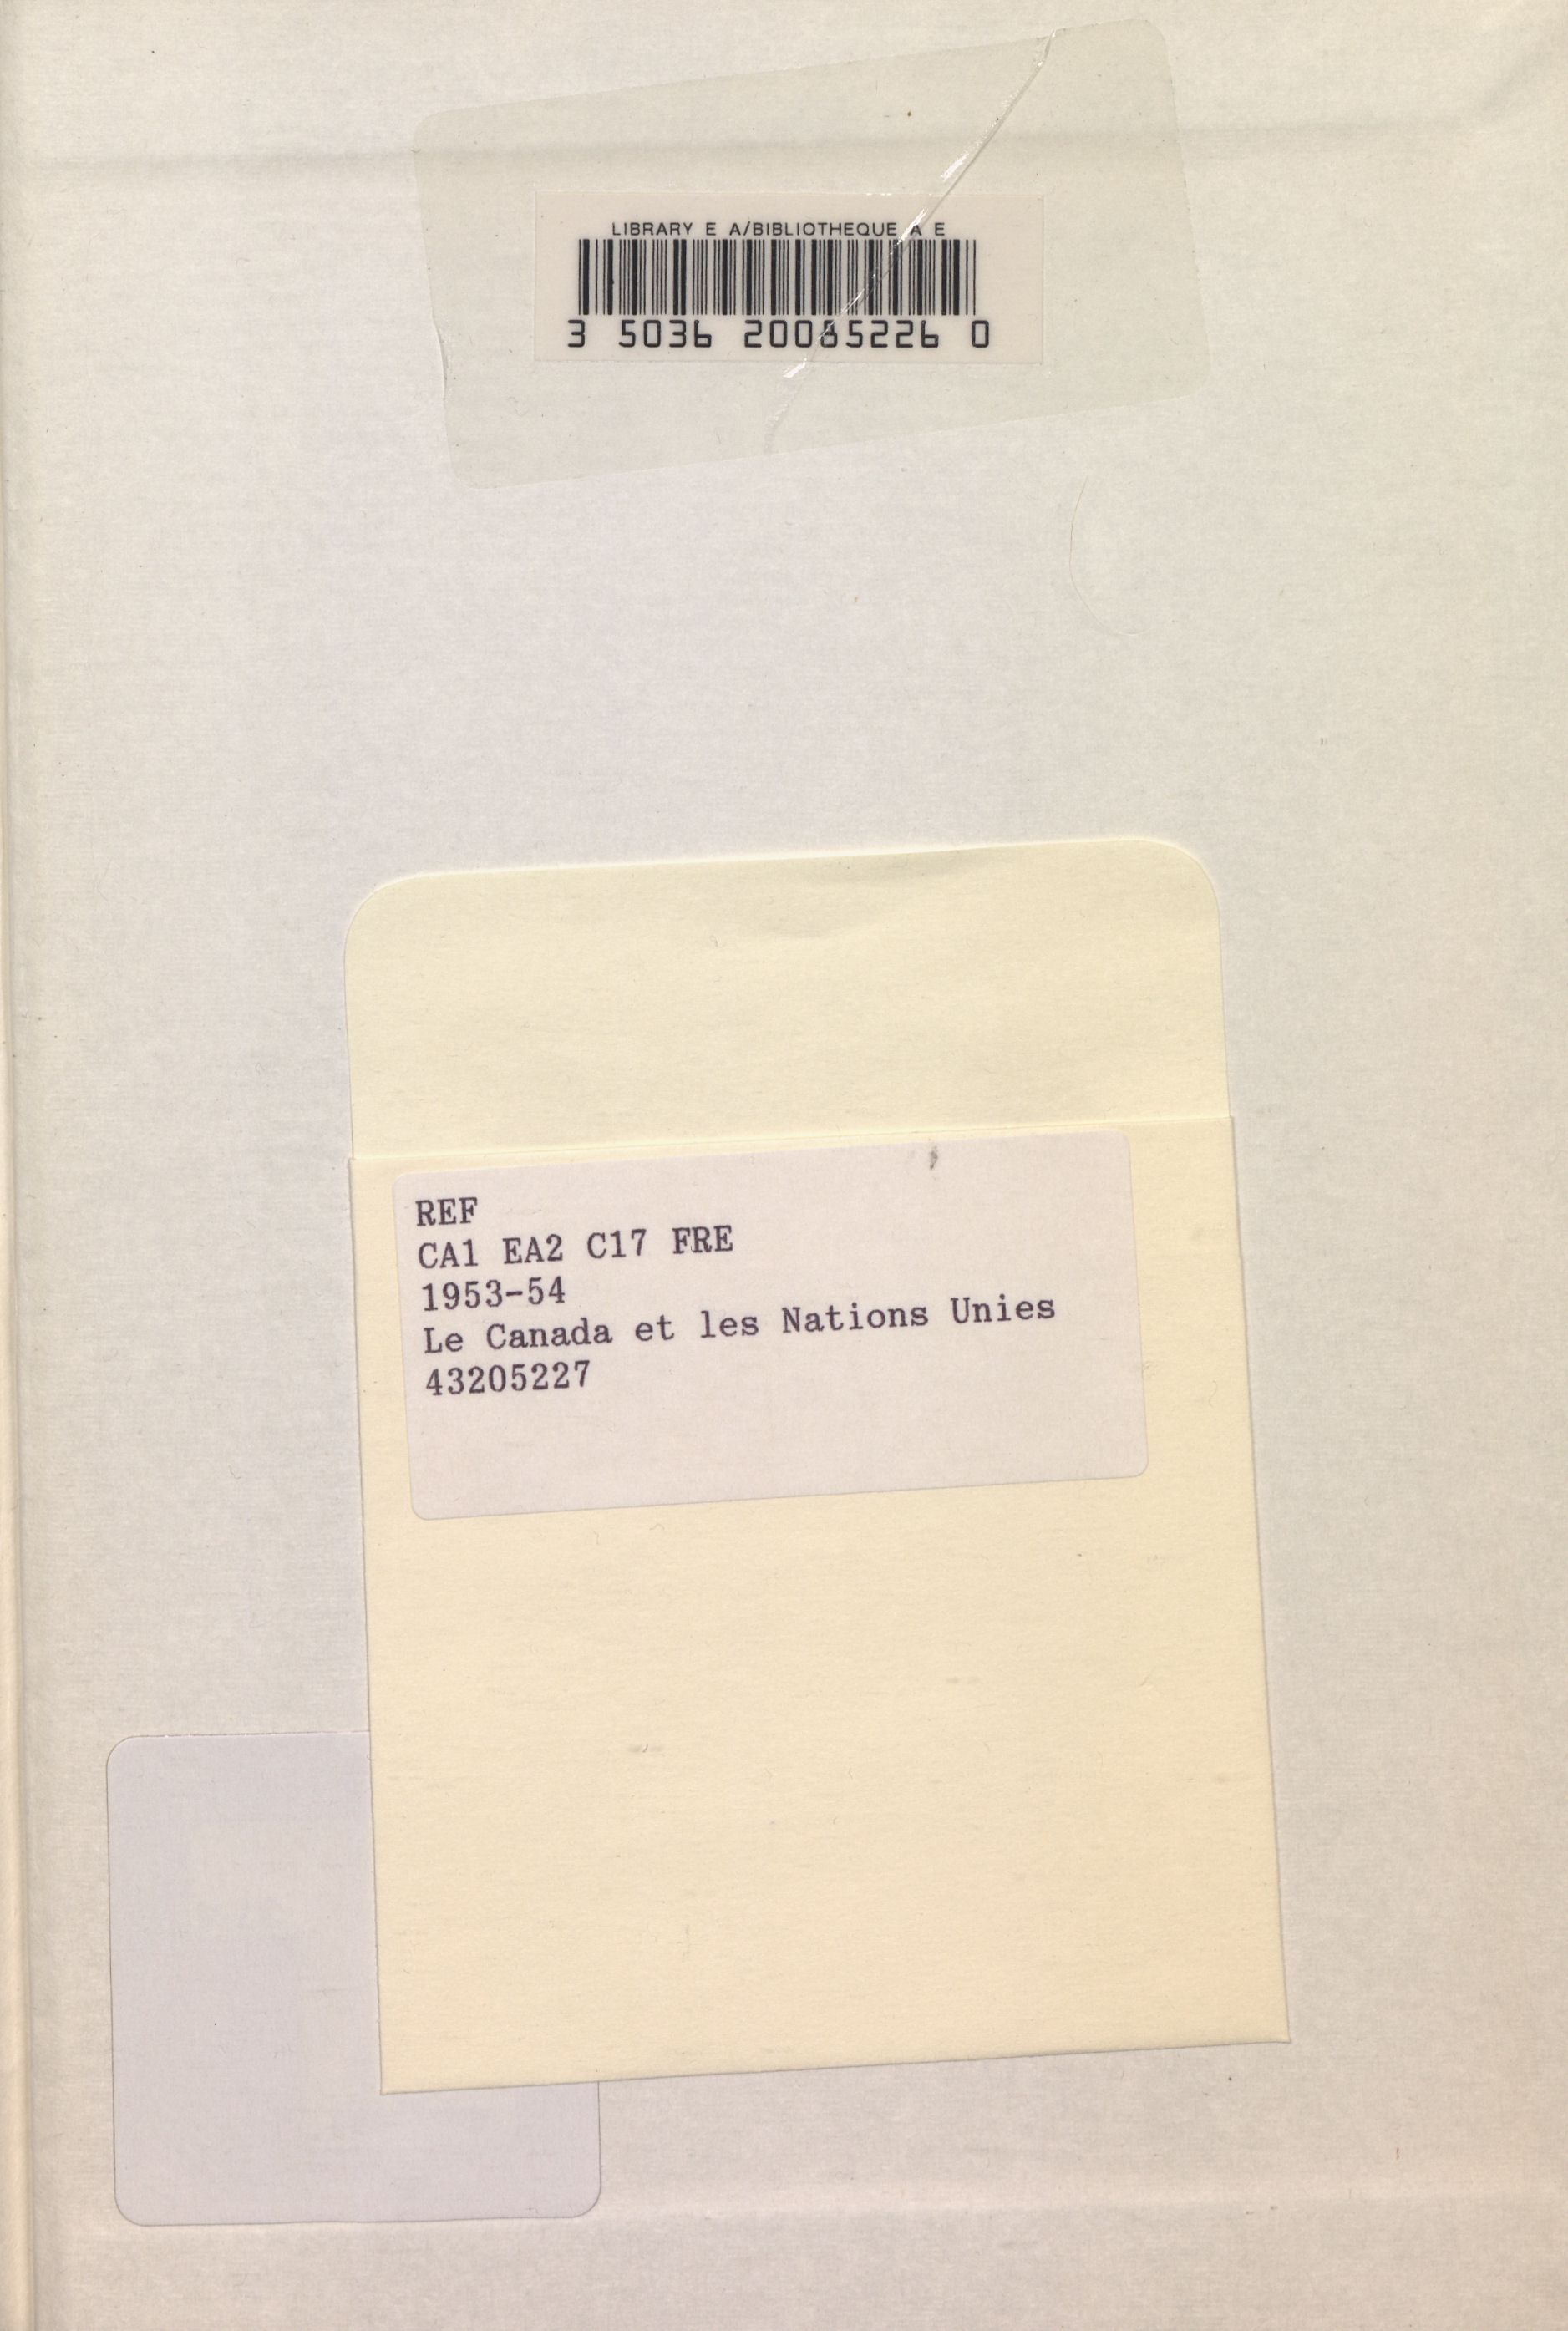 LIBRARY E A/BIBLIOTHEQUE A E
3 5036 20085226 0
REF
CA1 EA2 C17 FRE
1953-54
Le Canada et les Nations Unies
43205227